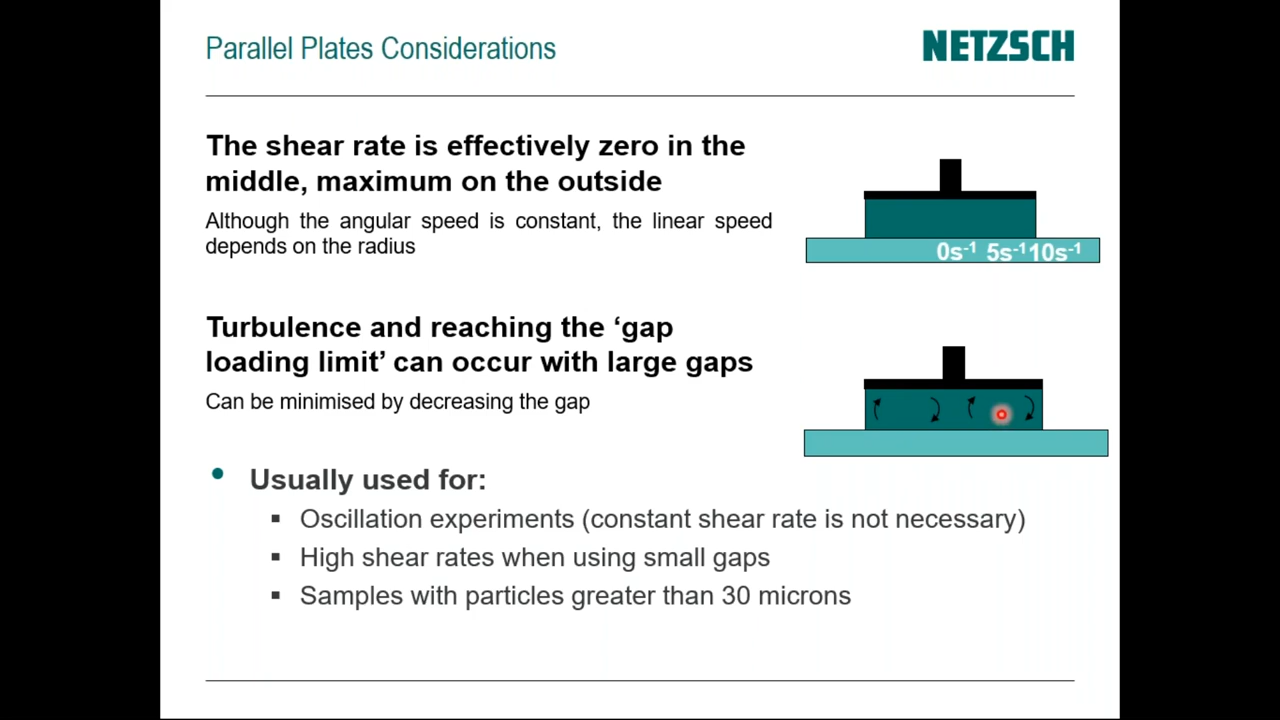 Parallel Plates Considerations
NETZSCH
The shear rate is effectively zero in the
middle, maximum on the outside
Although the angular speed is constant, the linear speed
depends on the radius
0s⁻¹ 5s⁻¹ 10s⁻¹
Turbulence and reaching the ‘gap
loading limit’ can occur with large gaps
Can be minimised by decreasing the gap
• Usually used for:
▪ Oscillation experiments (constant shear rate is not necessary)
▪ High shear rates when using small gaps
▪ Samples with particles greater than 30 microns